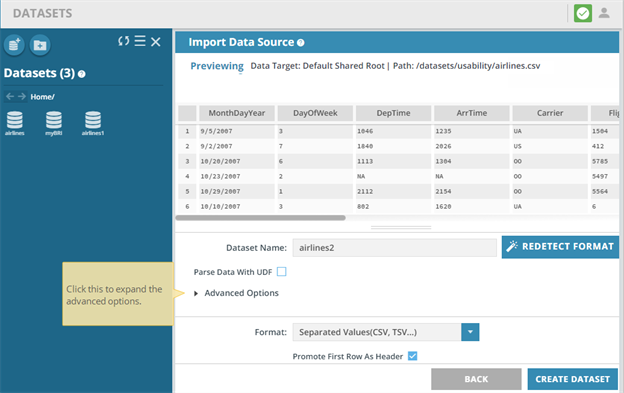 DATASETS
Import Data Source
Previewing Data Target: Default Shared Root | Path: /datasets/usability/airlines.csv
Datasets (3)
Home/
airlines myBRI airlines1
MonthDayYear DayOfWeek DepTime ArrTime Carrier Flig
1 9/5/2007 3 1046 1235 UA 1504
2 9/2/2007 7 1840 2026 US 412
3 10/20/2007 6 1113 1304 OO 5785
4 10/23/2007 2 NA NA OO 5497
5 10/29/2007 1 2112 2154 OO 5564
6 10/10/2007 3 802 1620 UA 6
Dataset Name: airlines2 REDETECT FORMAT
Parse Data With UDF
Click this to expand the
advanced options.
Advanced Options
Format: Separated Values(CSV, TSV...)
Promote First Row As Header
BACK CREATE DATASET